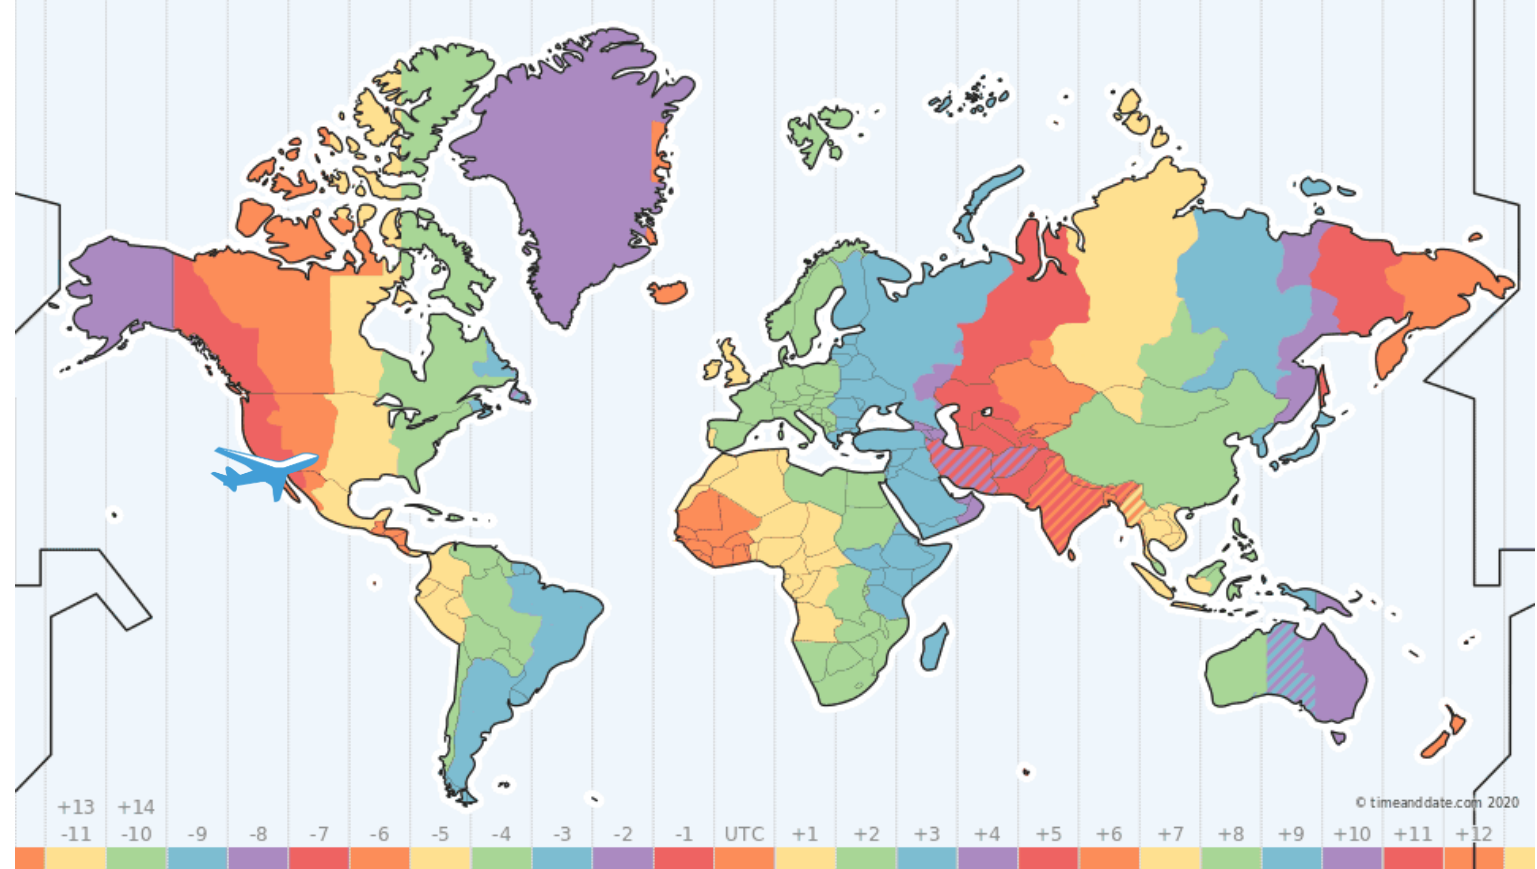 © timeanddate.com 2020
+13 +14
-11 -10 -9 -8 -7 -6 -5 -4 -3 -2 -1 UTC +1 +2 +3 +4 +5 +6 +7 +8 +9 +10 +11 +12